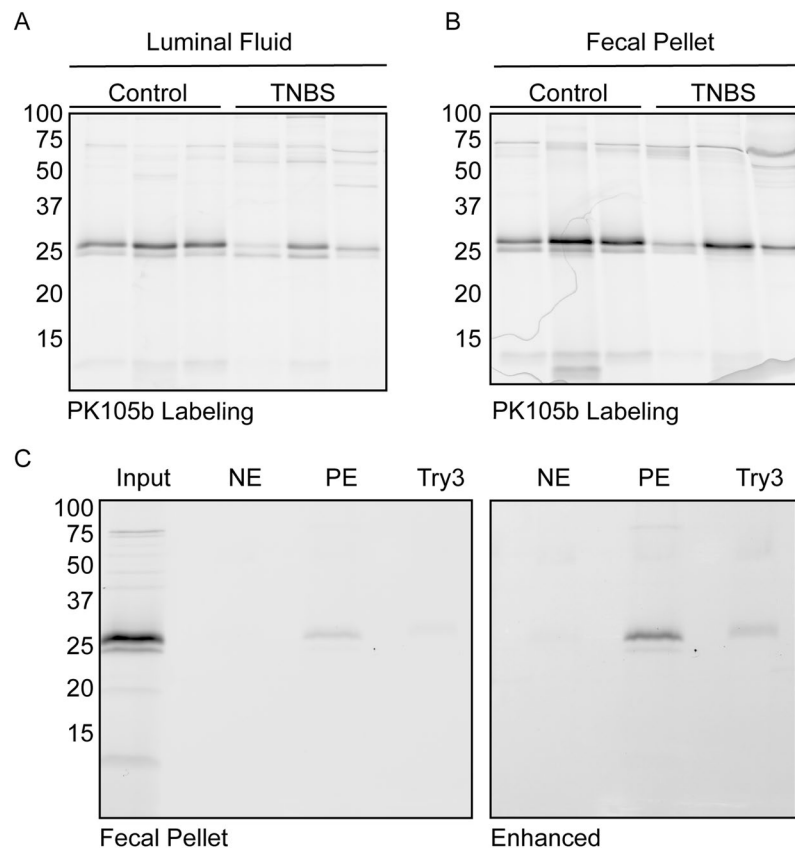 A
Luminal Fluid
Control TNBS
100
75
50
37
25
20
15
PK105b Labeling
B
Fecal Pellet
Control TNBS
100
75
50
37
25
20
15
PK105b Labeling
C
Input NE PE Try3
100
75
50
37
25
20
15
Fecal Pellet
NE PE Try3
Enhanced